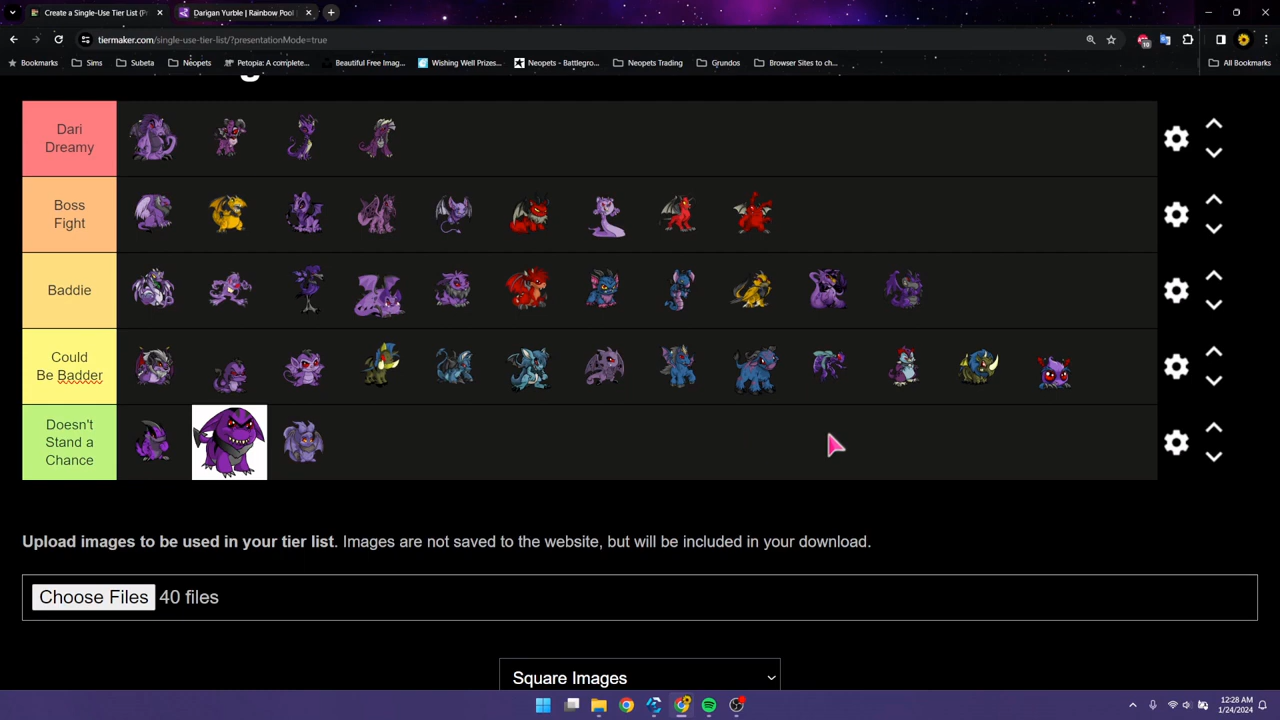 Create a Single-Use Tier List (P
Darigan Yurble | Rainbow Pool
tiermaker.com/single-use-tier-list/?presentationMode=true
10
Bookmarks
Sims
Subeta
Neopets
Petopia: A complete...
Beautiful Free Imag...
Wishing Well Prizes...
Neopets - Battlegro...
Neopets Trading
Grundos
Browser Sites to ch...
All Bookmarks
Dari
Dreamy
Boss
Fight
Baddie
Could
Be Badder
Doesn't
Stand a
Chance
Upload images to be used in your tier list. Images are not saved to the website, but will be included in your download.
Choose Files 40 files
Square Images
12:28 AM
1/24/2024